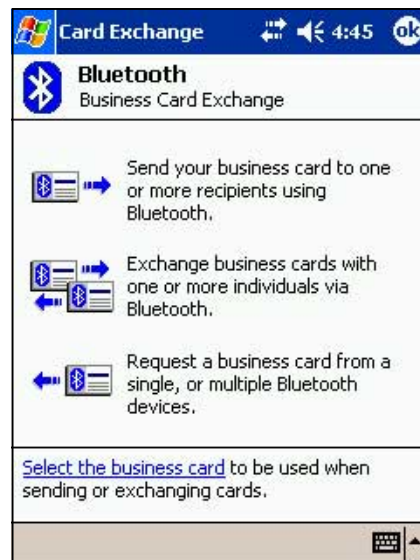 Card Exchange 4:45 ok
Bluetooth
Business Card Exchange
Send your business card to one
or more recipients using
Bluetooth.
Exchange business cards with
one or more individuals via
Bluetooth.
Request a business card from a
single, or multiple Bluetooth
devices.
Select the business card to be used when
sending or exchanging cards.